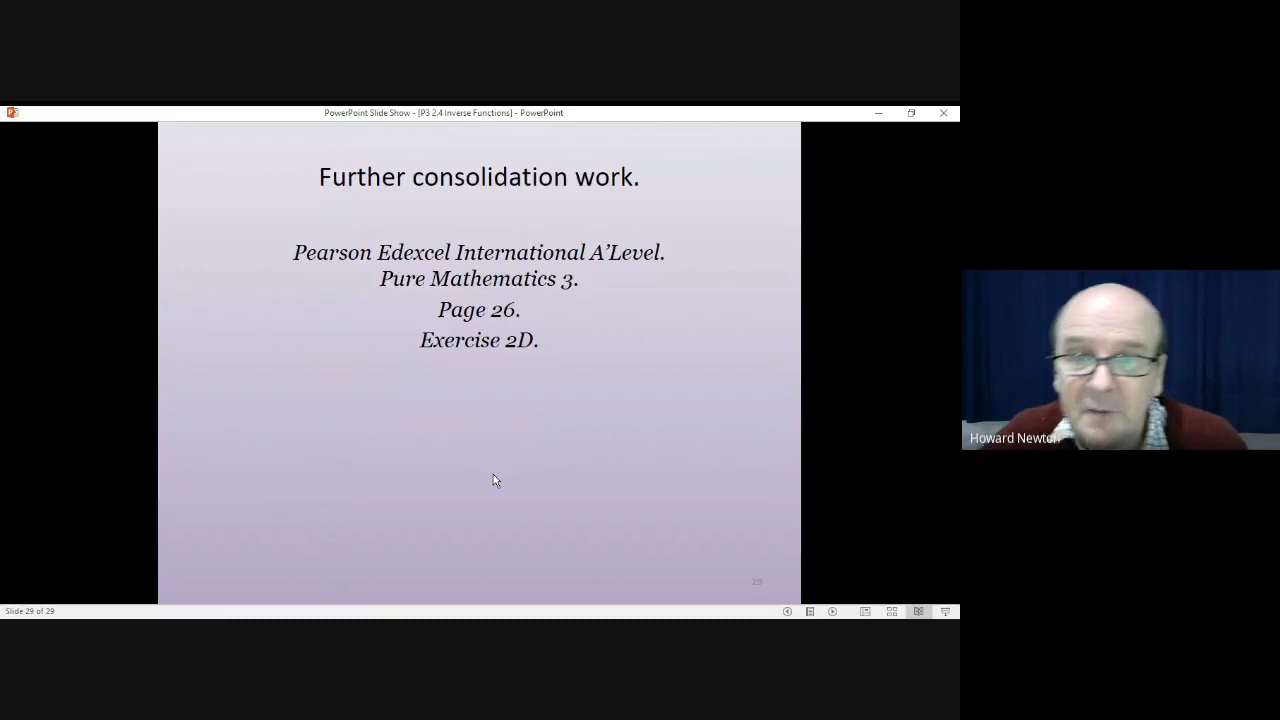 PowerPoint Slide Show - [P3 2.4 Inverse Functions] - PowerPoint
Further consolidation work.
Pearson Edexcel International A’Level.
Pure Mathematics 3.
Page 26.
Exercise 2D.
29
Howard Newton
Slide 29 of 29